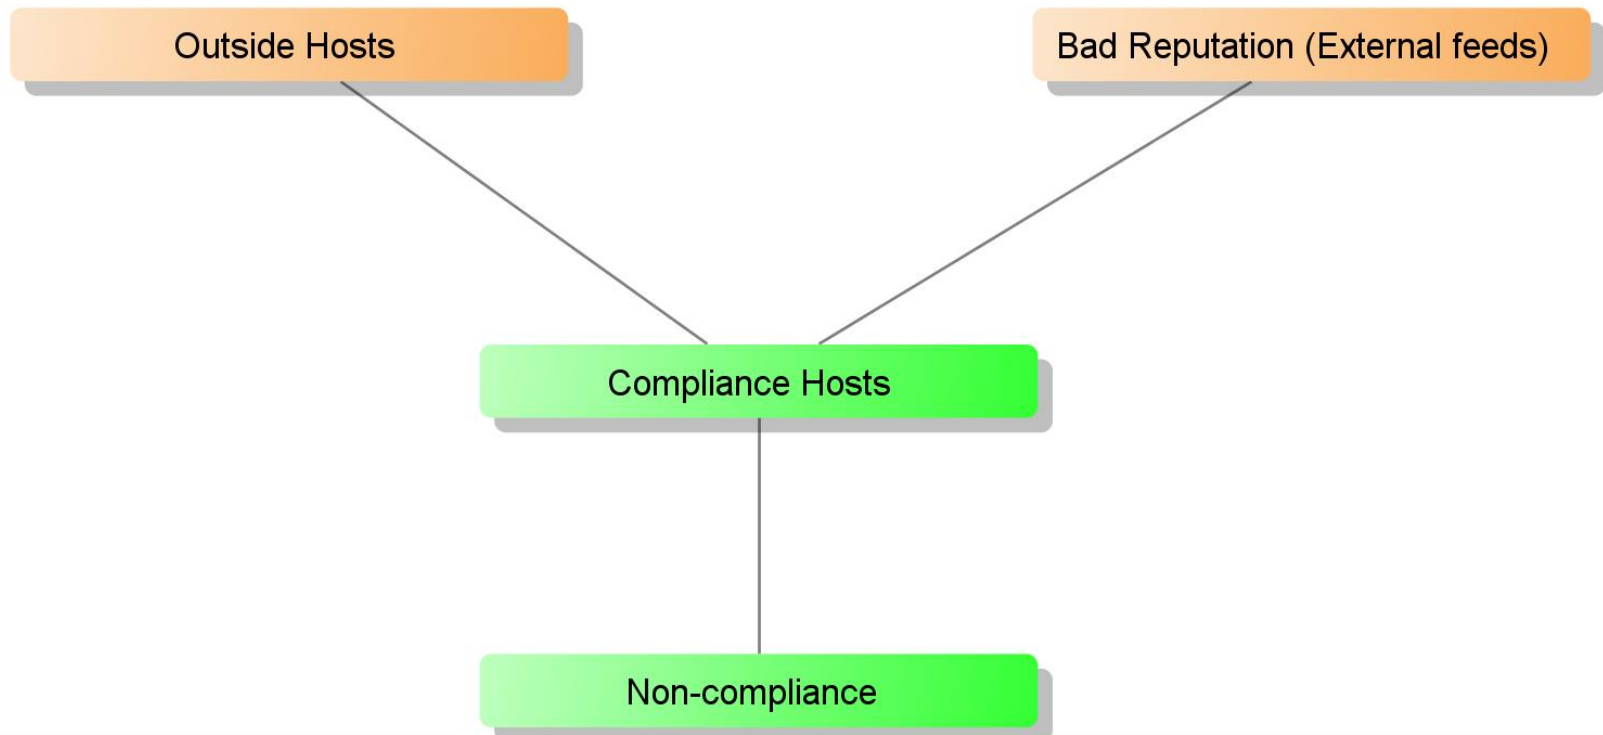 Outside Hosts
Bad Reputation (External feeds)
Compliance Hosts
Non-compliance